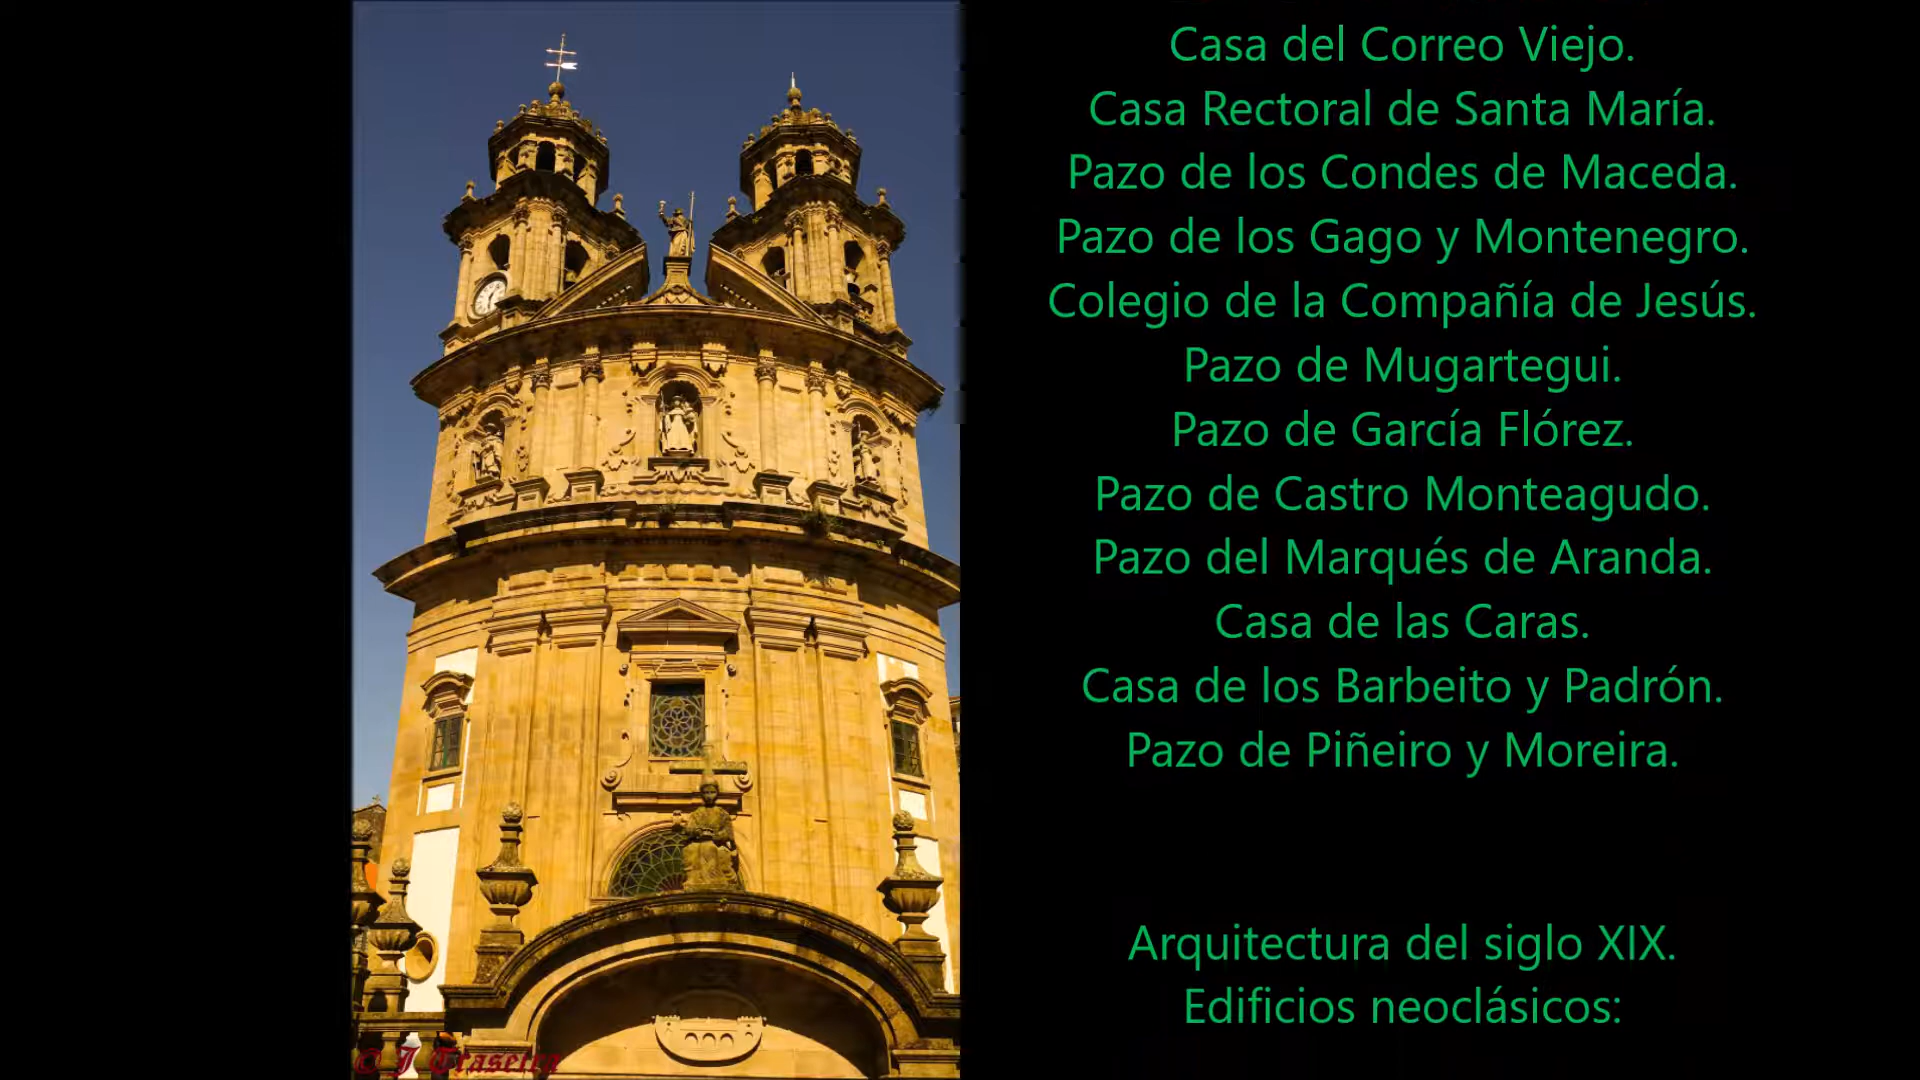 Casa del Correo Viejo.
Casa Rectoral de Santa María.
Pazo de los Condes de Maceda.
Pazo de los Gago y Montenegro.
Colegio de la Compañía de Jesús.
Pazo de Mugartegui.
Pazo de García Flórez.
Pazo de Castro Monteagudo.
Pazo del Marqués de Aranda.
Casa de las Caras.
Casa de los Barbeito y Padrón.
Pazo de Piñeiro y Moreira.
Arquitectura del siglo XIX.
Edificios neoclásicos:
© J